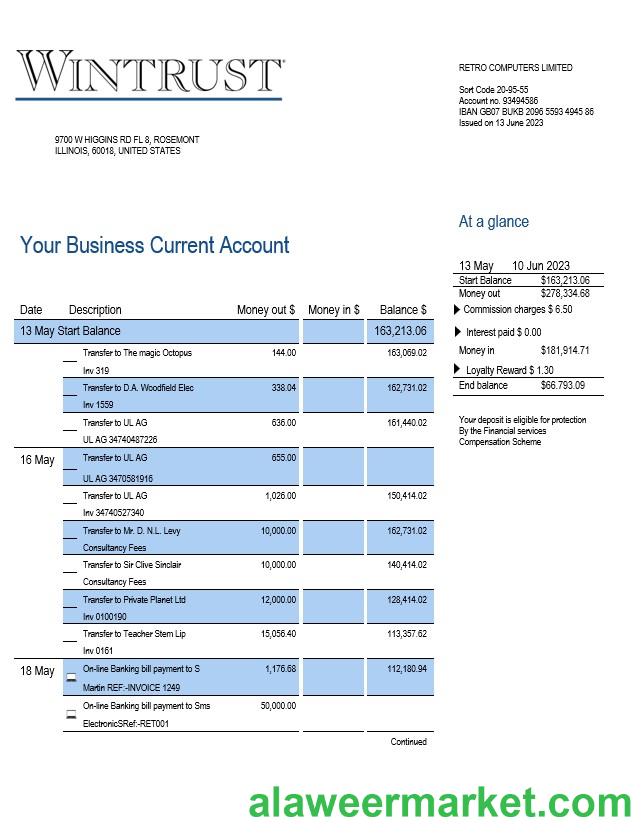 WINTRUST
RETRO COMPUTERS LIMITED
Sort Code 20-95-55
Account no. 93494586
IBAN GB07 BUKB 2096 5593 4945 86
Issued on 13 June 2023
9700 W HIGGINS RD FL 8, ROSEMONT
ILLINOIS, 60018, UNITED STATES
At a glance
Your Business Current Account
13 May 10 Jun 2023
Start Balance $163,213.06
Money out $278,334.68
Commission charges $ 6.50
Interest paid $ 0.00
Money in $181,914.71
Loyalty Reward $ 1.30
End balance $66.793.09
Your deposit is eligible for protection
By the Financial services
Compensation Scheme
Date Description Money out $ Money in $ Balance $
13 May Start Balance 163,213.06
Transfer to The magic Octopus 144.00 163,069.02
Inv 319
Transfer to D.A. Woodfield Elec 338.04 162,731.02
Inv 1559
Transfer to UL AG 636.00 161,440.02
UL AG 34740487226
16 May Transfer to UL AG 655.00
UL AG 3470581916
Transfer to UL AG 1,026.00 150,414.02
Inv 34740527340
Transfer to Mr. D. N.L. Levy 10,000.00 162,731.02
Consultancy Fees
Transfer to Sir Clive Sinclair 10,000.00 140,414.02
Consultancy Fees
Transfer to Private Planet Ltd 12,000.00 128,414.02
Inv 0100190
Transfer to Teacher Stem Lip 15,056.40 113,357.62
Inv 0161
18 May On-line Banking bill payment to S 1,176.68 112,180.94
Martin REF:-INVOICE 1249
On-line Banking bill payment to Sms 50,000.00
ElectronicSRef:-RET001
Continued
alaweermarket.com